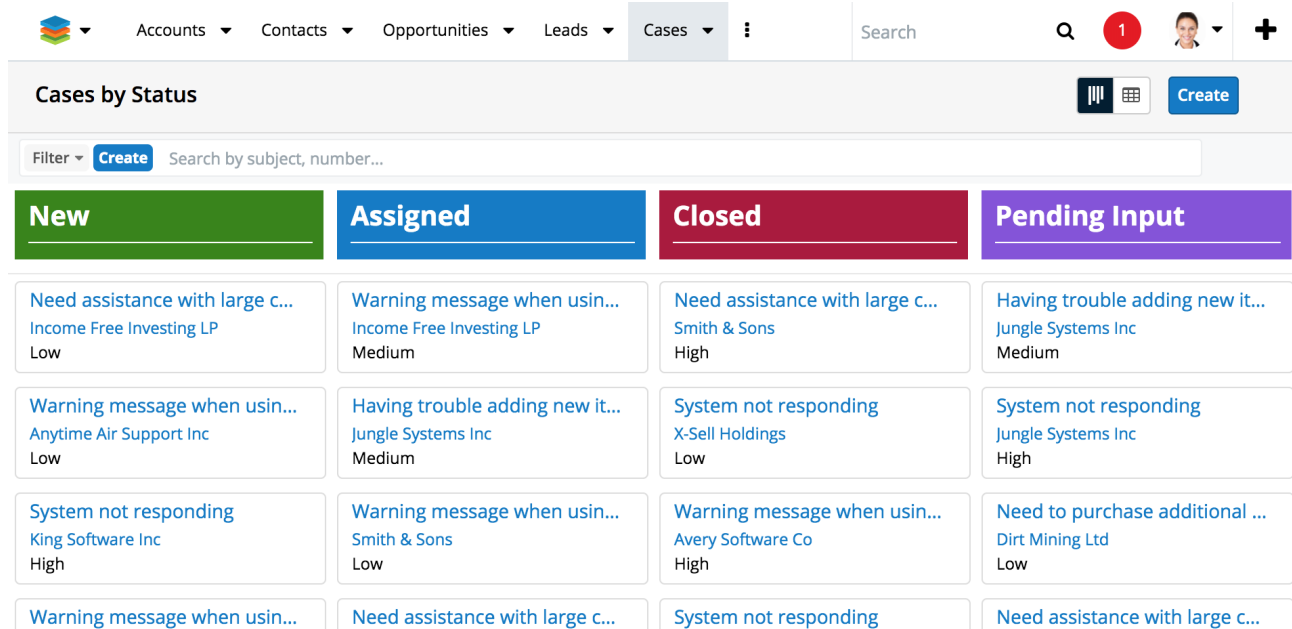 Accounts Contacts Opportunities Leads Cases Search 1
Cases by Status Create
Filter Create Search by subject, number...
New
Need assistance with large c...
Income Free Investing LP
Low
Warning message when usin...
Anytime Air Support Inc
Low
System not responding
King Software Inc
High
Warning message when usin...
Assigned
Warning message when usin...
Income Free Investing LP
Medium
Having trouble adding new it...
Jungle Systems Inc
Medium
Warning message when usin...
Smith & Sons
Low
Need assistance with large c...
Closed
Need assistance with large c...
Smith & Sons
High
System not responding
X-Sell Holdings
Low
Warning message when usin...
Avery Software Co
High
System not responding
Pending Input
Having trouble adding new it...
Jungle Systems Inc
Medium
System not responding
Jungle Systems Inc
High
Need to purchase additional ...
Dirt Mining Ltd
Low
Need assistance with large c...